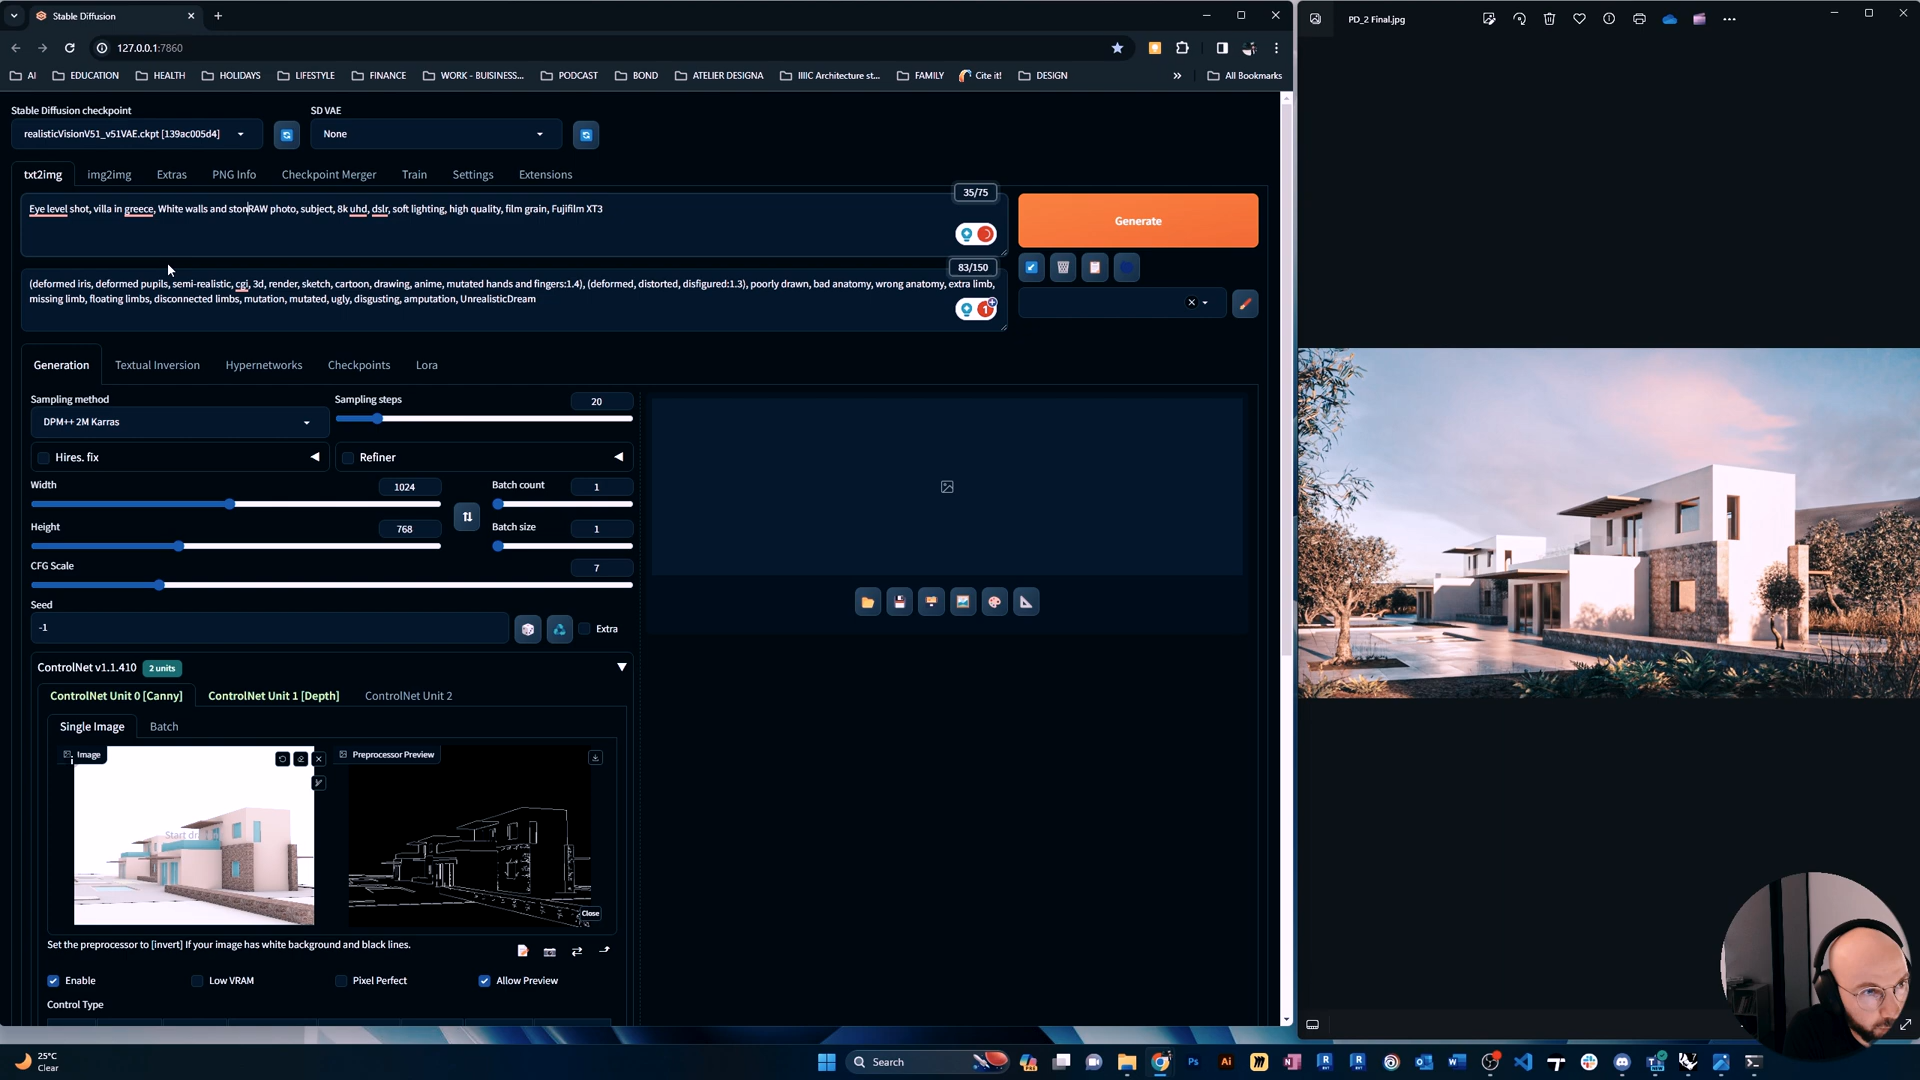 Stable Diffusion
PD_2 Final.jpg
127.0.0.1:7860
AI
EDUCATION
HEALTH
HOLIDAYS
LIFESTYLE
FINANCE
WORK - BUISINESS...
PODCAST
BOND
ATELIER DESIGNA
IIIC Architecture st...
FAMILY
Cite it!
DESIGN
»
All Bookmarks
Stable Diffusion checkpoint
SD VAE
realisticVisionV51_v51VAE.ckpt [139ac005d4]
None
txt2img
img2img
Extras
PNG Info
Checkpoint Merger
Train
Settings
Extensions
35/75
Eye level shot, villa in greece, White walls and stonRAW photo, subject, 8k uhd, dslr, soft lighting, high quality, film grain, Fujifilm XT3
Generate
83/150
(deformed iris, deformed pupils, semi-realistic, cgi, 3d, render, sketch, cartoon, drawing, anime, mutated hands and fingers:1.4), (deformed, distorted, disfigured:1.3), poorly drawn, bad anatomy, wrong anatomy, extra limb,
missing limb, floating limbs, disconnected limbs, mutation, mutated, ugly, disgusting, amputation, UnrealisticDream
1
Generation
Textual Inversion
Hypernetworks
Checkpoints
Lora
Sampling method
Sampling steps
20
DPM++ 2M Karras
Hires. fix
Refiner
Width
1024
Batch count
1
Height
768
Batch size
1
CFG Scale
7
Seed
-1
Extra
ControlNet v1.1.410
2 units
ControlNet Unit 0 [Canny]
ControlNet Unit 1 [Depth]
ControlNet Unit 2
Single Image
Batch
Image
Preprocessor Preview
Start dr
Close
Set the preprocessor to [invert] If your image has white background and black lines.
Enable
Low VRAM
Pixel Perfect
Allow Preview
Control Type
25°C
Clear
Search
Ps
Ai